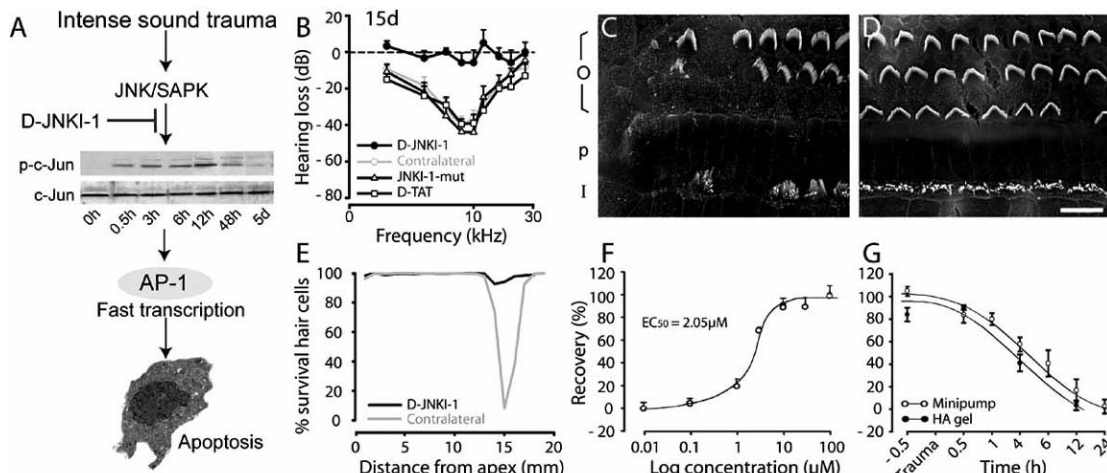 A
Intense sound trauma
JNK/SAPK
D-JNKI-1
p-c-Jun
c-Jun
0h 0.5h 3h 6h 12h 48h 5d
AP-1
Fast transcription
Apoptosis
B
15d
Hearing loss (dB)
20
0
- 20
- 40
- 60
- 80
D-JNKI-1
Contralateral
JNKI-1-mut
D-TAT
0 10 30
Frequency (kHz)
C
O
p
I
D
E
% survival hair cells
100
80
60
40
20
0
D-JNKI-1
Contralateral
0 5 10 15 20
Distance from apex (mm)
F
Recovery (%)
120
100
80
60
40
20
0
- 20
EC50 = 2.05µM
0.01 0.1 1 10 100
Log concentration (µM)
G
120
100
80
60
40
20
0
- 20
Minipump
HA gel
- 0.5 Trauma 0.5 1 4 6 12 24
Time (h)